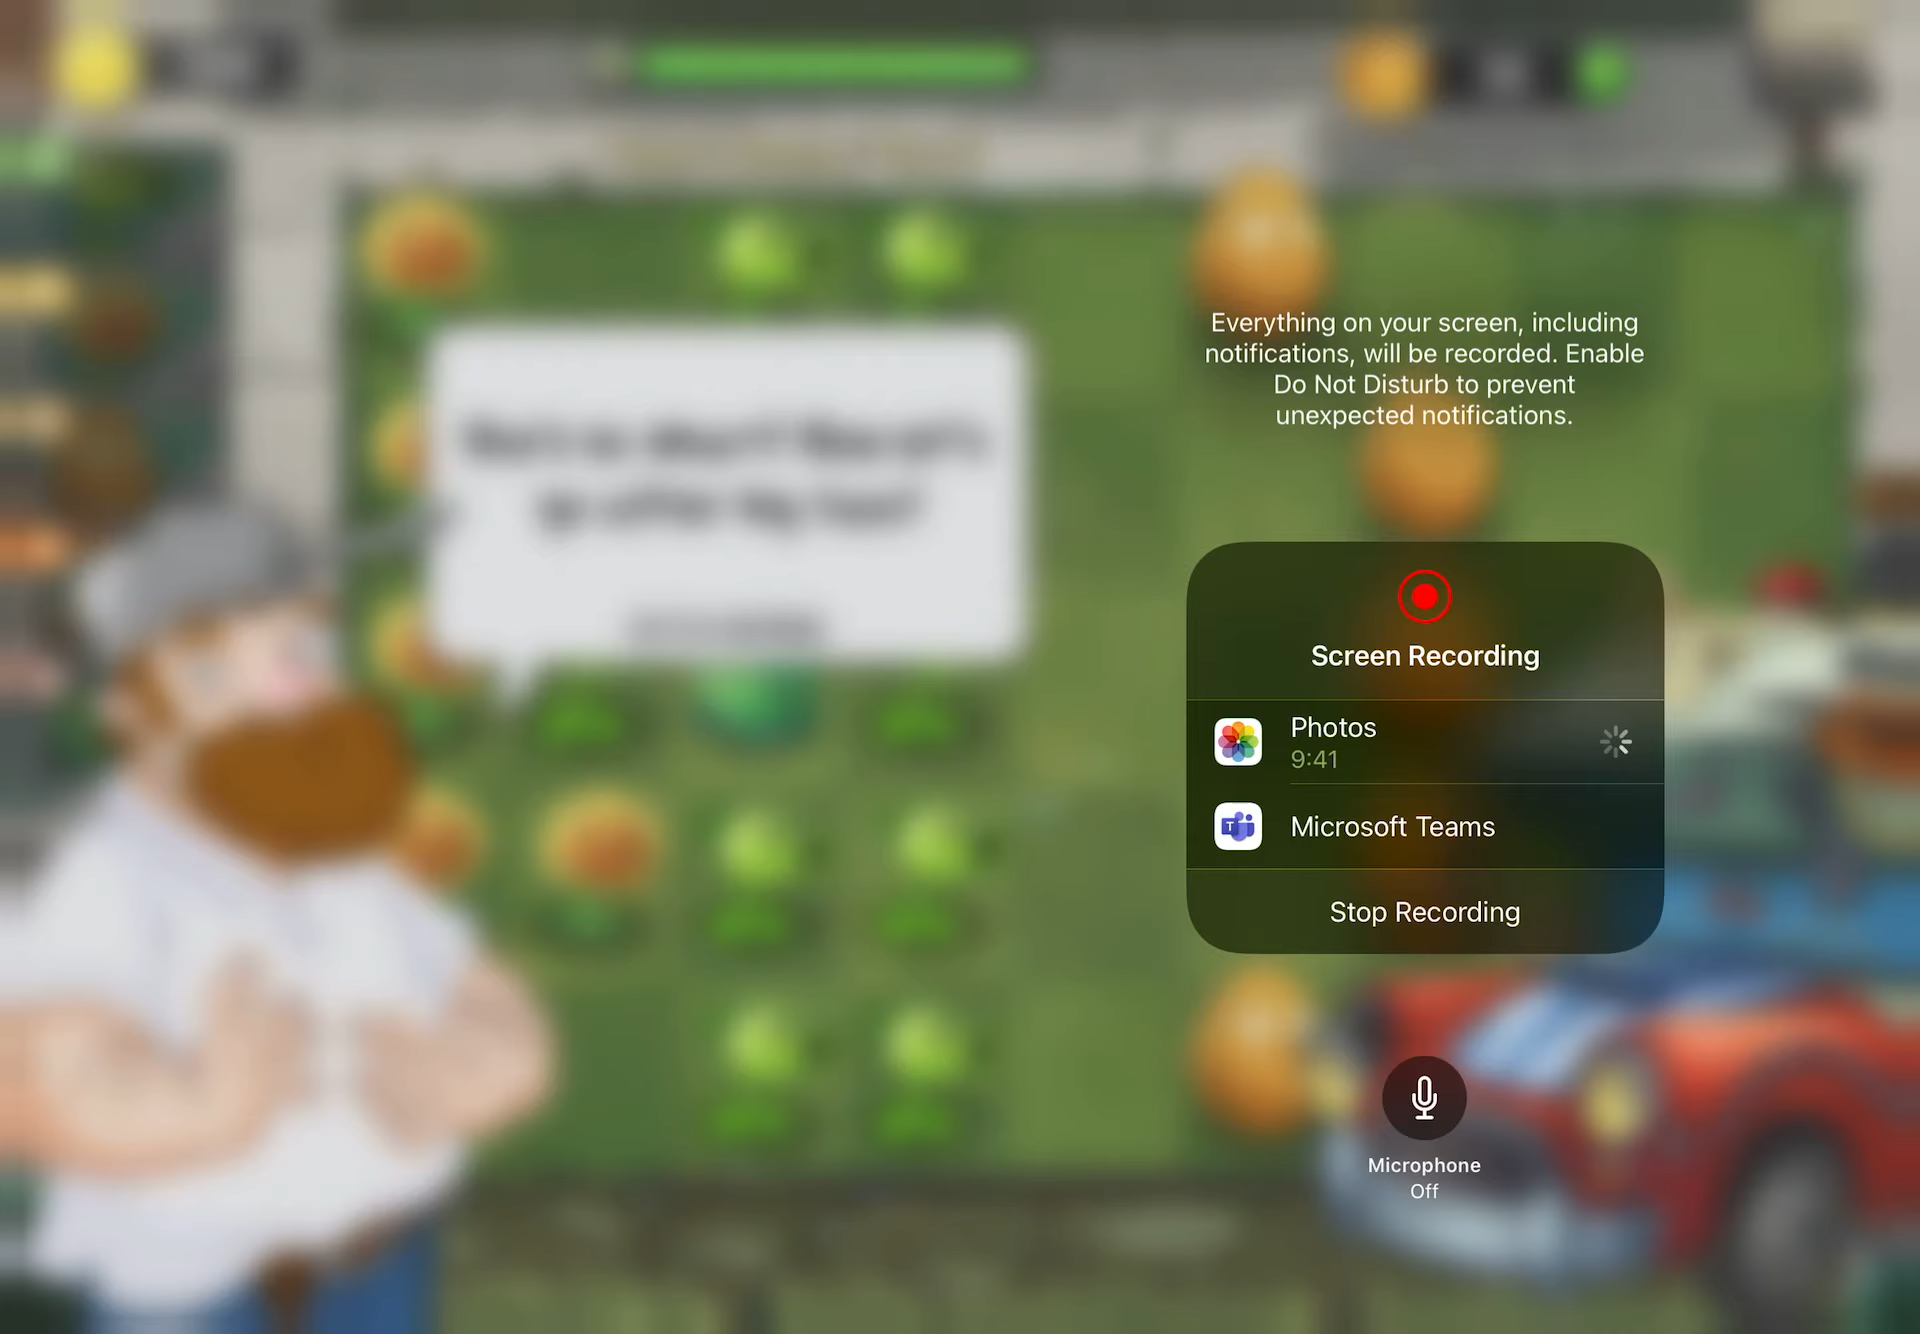 Everything on your screen, including
notifications, will be recorded. Enable
Do Not Disturb to prevent
unexpected notifications.
Screen Recording
Photos
9:41
Microsoft Teams
Stop Recording
Microphone
Off